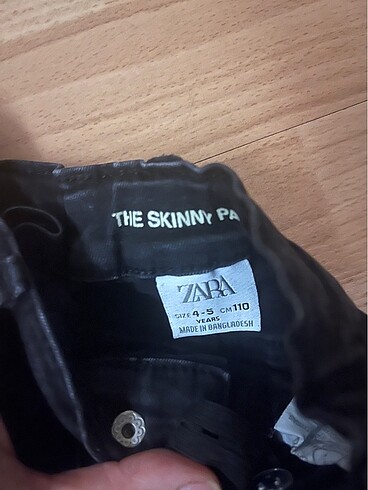 THE SKINNY PA
ZARA
SIZE 4-5 CM 110
YEARS
MADE IN BANGLADESH